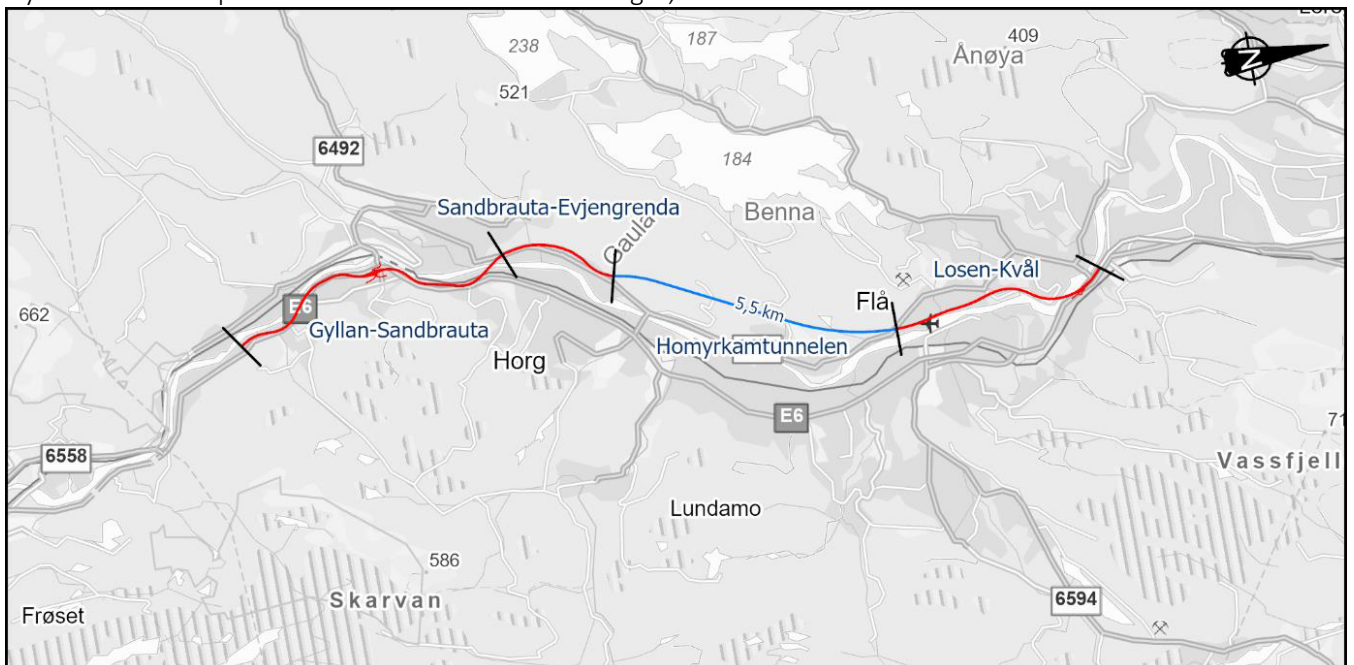 238
187
409
Ånøya
N
521
6492
184
Sandbrauta-Evjengrenda
Gaula
Benna
Losen-Kvål
Flå
E6
662
5,5 km
Gyllan-Sandbrauta
Homyrkamtunnelen
Horg
E6
6558
Vassfjell
Lundamo
586
Skarvan
6594
Frøset